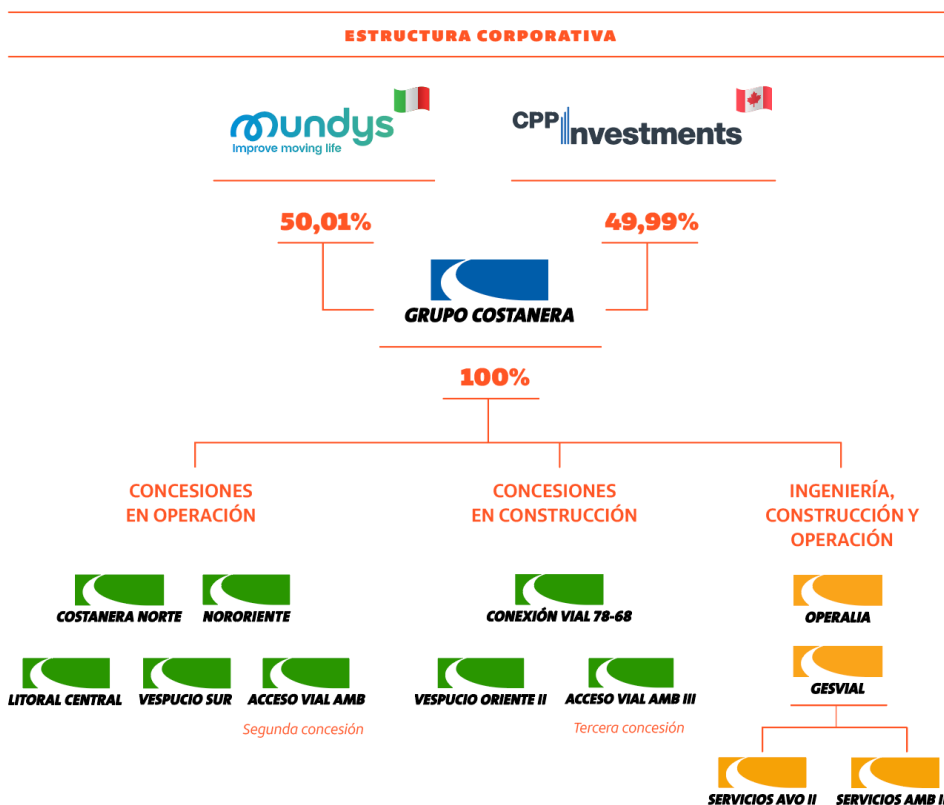 ESTRUCTURA CORPORATIVA
mundys
Improve moving life
CPP Investments
50,01%
49,99%
GRUPO COSTANERA
100%
CONCESIONES
EN OPERACIÓN
CONCESIONES
EN CONSTRUCCIÓN
INGENIERÍA,
CONSTRUCCIÓN Y
OPERACIÓN
COSTANERA NORTE
NORORIENTE
CONEXIÓN VIAL 78-68
OPERALIA
LITORAL CENTRAL
VESPUCIO SUR
ACCESO VIAL AMB
VESPUCIO ORIENTE II
ACCESO VIAL AMB III
GESVIAL
Segunda concesión
Tercera concesión
SERVICIOS AVO II
SERVICIOS AMB